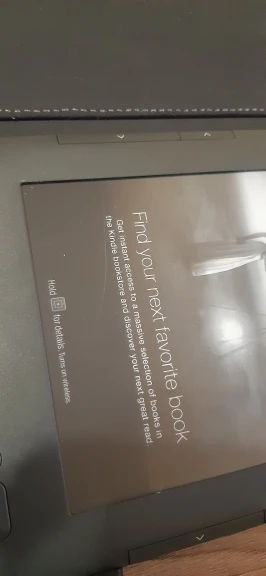 Find your next favorite book
Get instant access to a massive selection of books in
the Kindle bookstore and discover your next great read.
Hold for details. Turns on wireless.